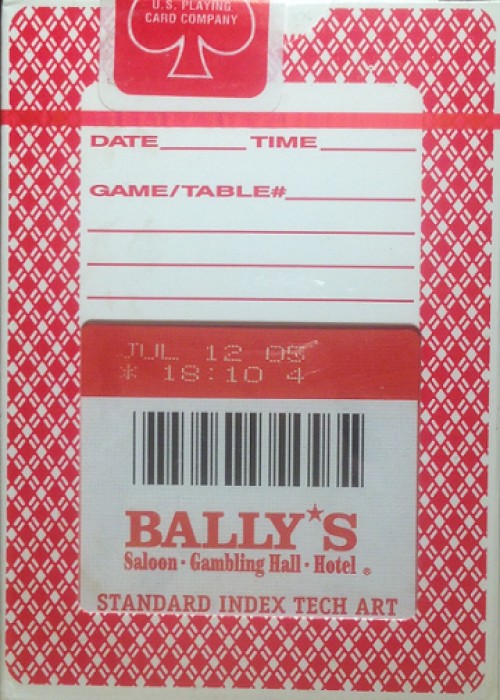 U.S. PLAYING
CARD COMPANY
DATE TIME
GAME/TABLE#
JUL 12 05
* 18:10 4
BALLY★S
Saloon · Gambling Hall · Hotel ®
STANDARD INDEX TECH ART